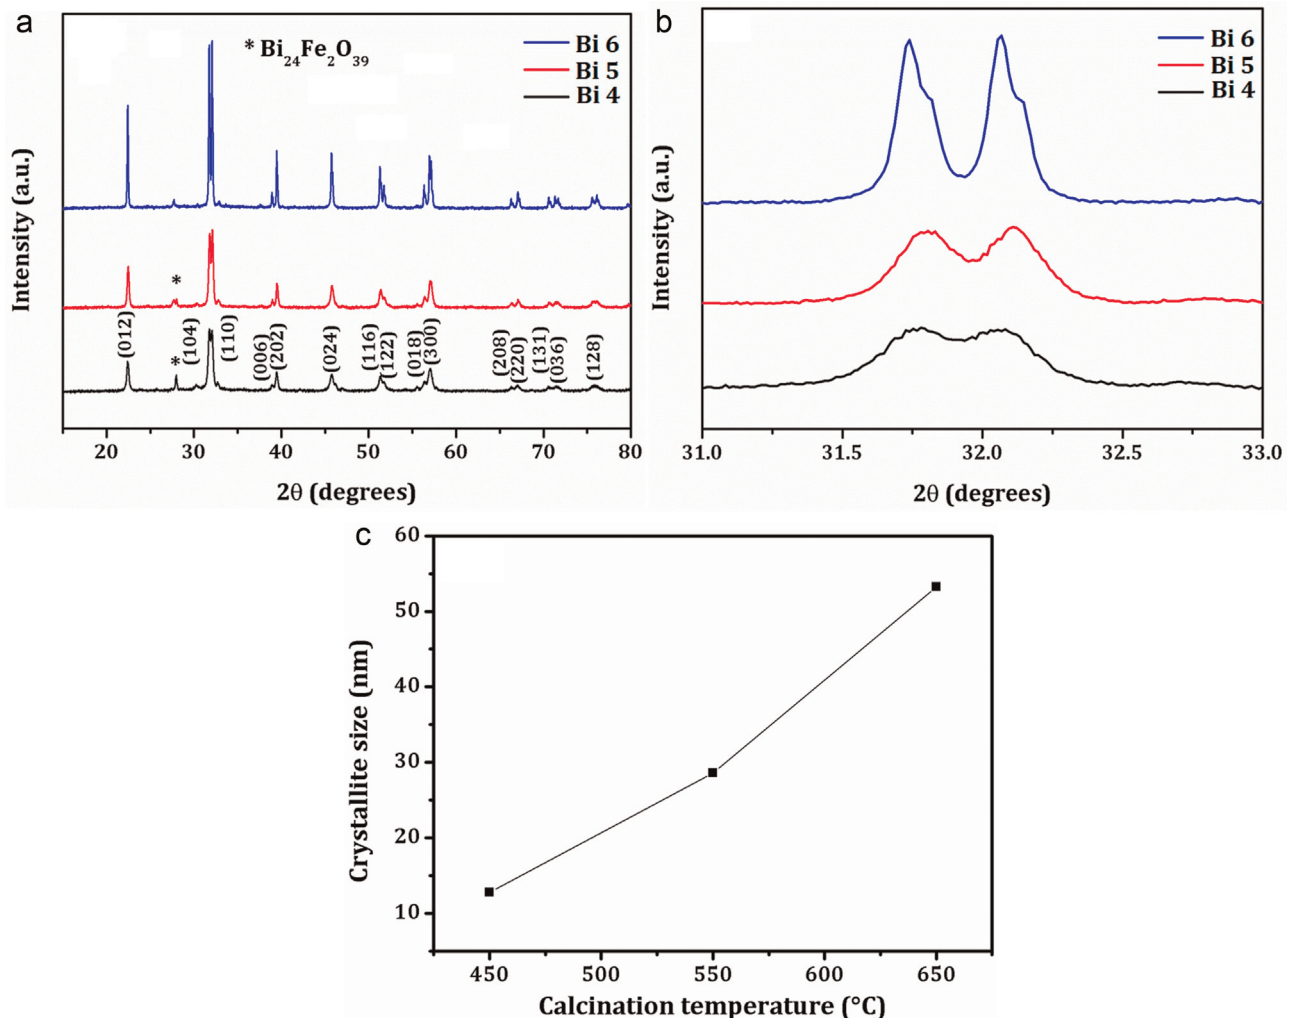 a
* Bi24Fe2O39
Bi 6
Bi 5
Bi 4
Intensity (a.u.)
*
*
(012)
(104)
(110)
(006)
(202)
(024)
(116)
(122)
(018)
(300)
(208)
(220)
(131)
(036)
(128)
20 30 40 50 60 70 80
2θ (degrees)
b
Bi 6
Bi 5
Bi 4
Intensity (a.u.)
31.0 31.5 32.0 32.5 33.0
2θ (degrees)
c
60
50
40
30
20
10
Crystallite size (nm)
450 500 550 600 650
Calcination temperature (°C)